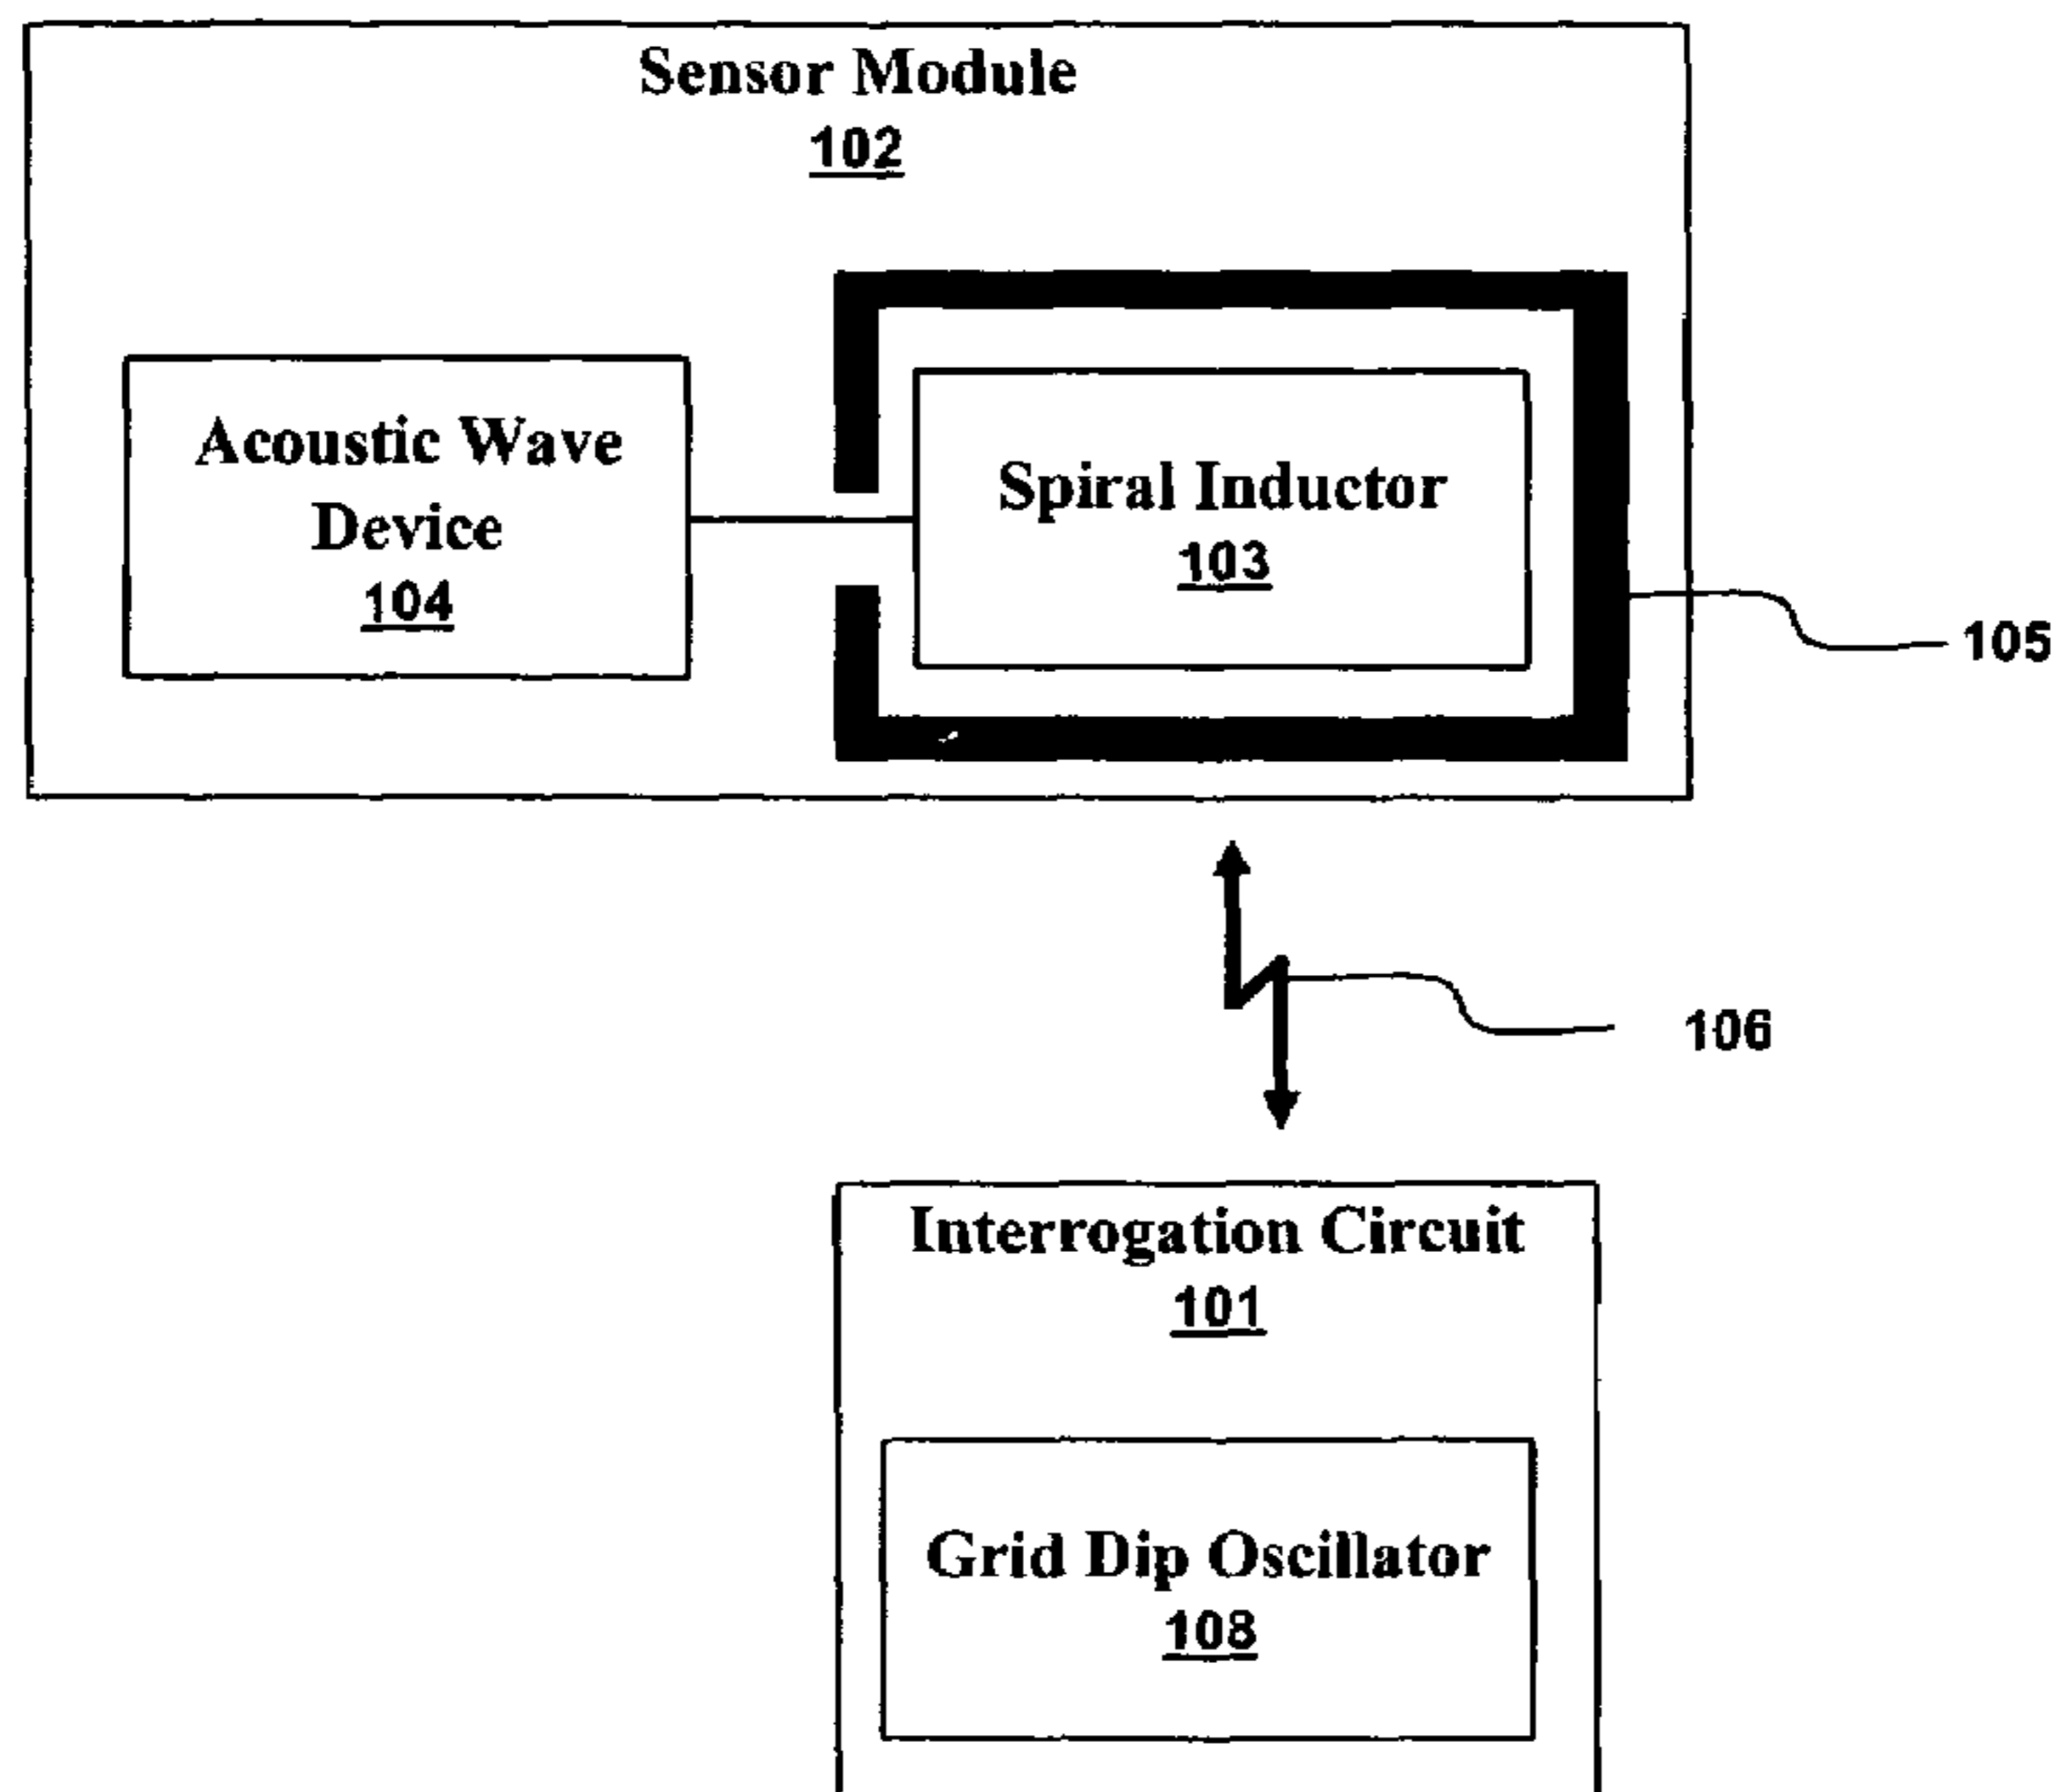 Sensor Module
102
Acoustic Wave
Device
104
Spiral Inductor
103
105
106
Interrogation Circuit
101
Grid Dip Oscillator
108